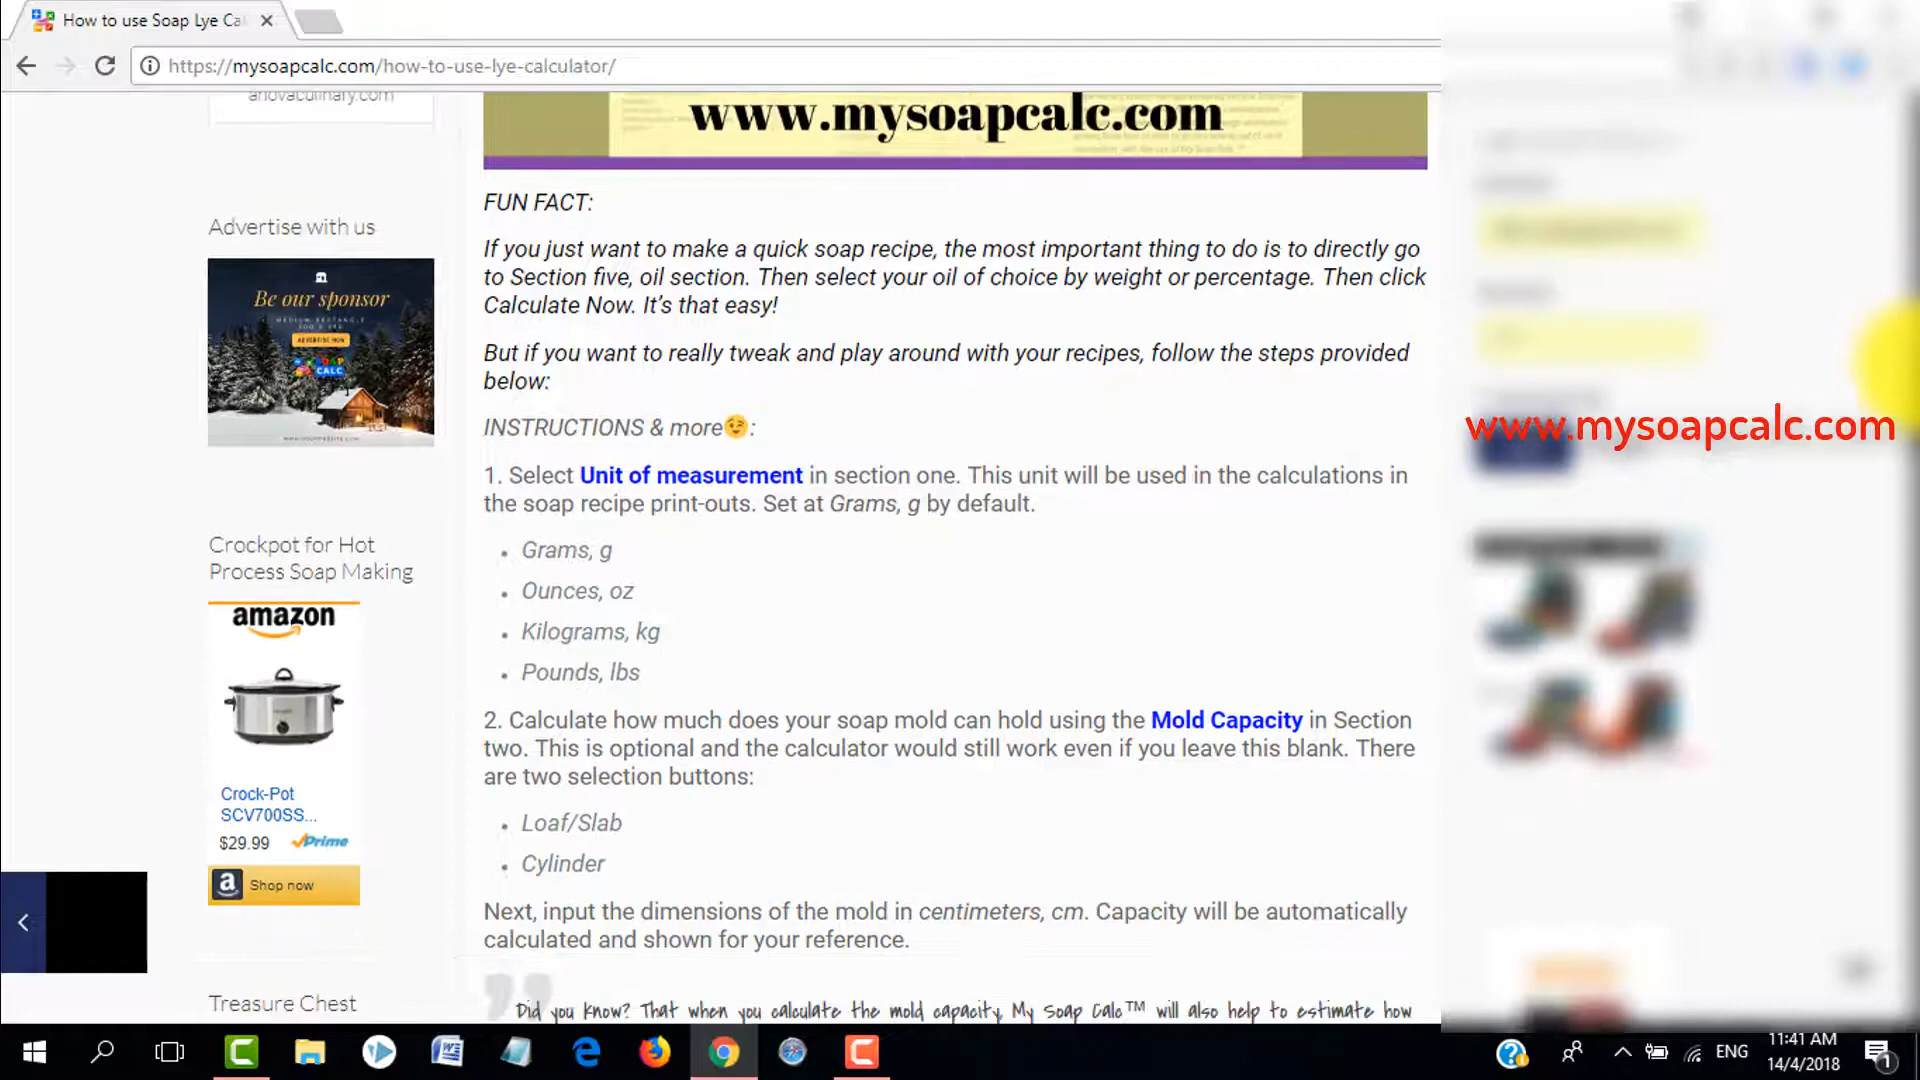 How to use Soap Lye Ca
https://mysoapcalc.com/how-to-use-lye-calculator/
anovaculinary.com
www.mysoapcalc.com
FUN FACT:
If you just want to make a quick soap recipe, the most important thing to do is to directly go
to Section five, oil section. Then select your oil of choice by weight or percentage. Then click
Calculate Now. It's that easy!
But if you want to really tweak and play around with your recipes, follow the steps provided
below:
INSTRUCTIONS & more😉:
1. Select Unit of measurement in section one. This unit will be used in the calculations in
the soap recipe print-outs. Set at Grams, g by default.
Grams, g
Ounces, oz
Kilograms, kg
Pounds, lbs
2. Calculate how much does your soap mold can hold using the Mold Capacity in Section
two. This is optional and the calculator would still work even if you leave this blank. There
are two selection buttons:
Loaf/Slab
Cylinder
Next, input the dimensions of the mold in centimeters, cm. Capacity will be automatically
calculated and shown for your reference.
Did you know? That when you calculate the mold capacity, My Soap Calc™ will also help to estimate how
Advertise with us
Be our sponsor
MEDIUM RECTANGLE
ADVERTISE NOW
SOAP
CALC
Crockpot for Hot
Process Soap Making
amazon
Crock-Pot
SCV700SS...
$29.99 Prime
Shop now
Treasure Chest
www.mysoapcalc.com
ENG
11:41 AM
14/4/2018
1